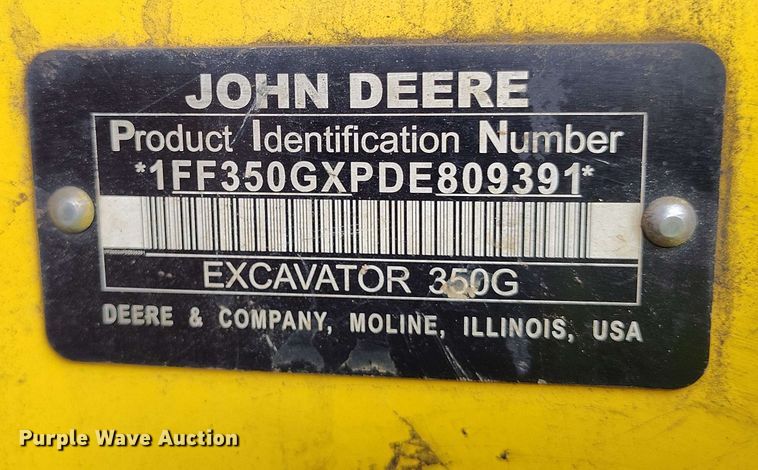 JOHN DEERE
Product Identification Number
*1FF350GXPDE809391*
EXCAVATOR 350G
DEERE & COMPANY, MOLINE, ILLINOIS, USA
Purple Wave Auction